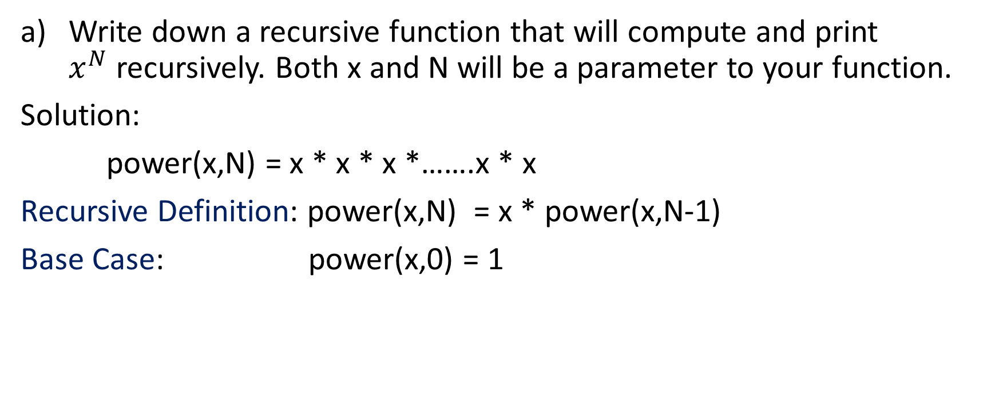 a) Write down a recursive function that will compute and print
x^N recursively. Both x and N will be a parameter to your function.
Solution:
power(x,N) = x * x * x *.......x * x
Recursive Definition: power(x,N) = x * power(x,N-1)
Base Case: power(x,0) = 1